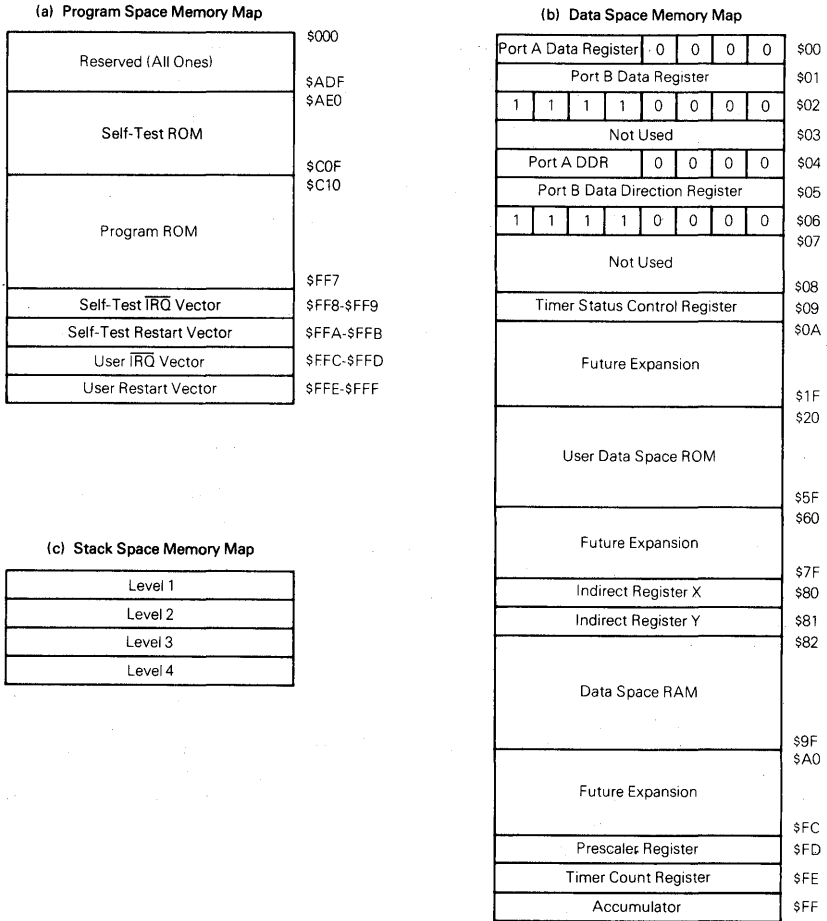 (a) Program Space Memory Map
$000
Reserved (All Ones)
$ADF
$AE0
Self-Test ROM
$C0F
$C10
Program ROM
$FF7
Self-Test I̅R̅Q̅ Vector $FF8-$FF9
Self-Test Restart Vector $FFA-$FFB
User I̅R̅Q̅ Vector $FFC-$FFD
User Restart Vector $FFE-$FFF
(c) Stack Space Memory Map
Level 1
Level 2
Level 3
Level 4
(b) Data Space Memory Map
Port A Data Register 0 0 0 0 $00
Port B Data Register $01
1 1 1 1 0 0 0 0 $02
Not Used $03
Port A DDR 0 0 0 0 $04
Port B Data Direction Register $05
1 1 1 1 0 0 0 0 $06
$07
Not Used
$08
Timer Status Control Register $09
$0A
Future Expansion
$1F
$20
User Data Space ROM
$5F
$60
Future Expansion
$7F
Indirect Register X $80
Indirect Register Y $81
$82
Data Space RAM
$9F
$A0
Future Expansion
$FC
Prescaler Register $FD
Timer Count Register $FE
Accumulator $FF